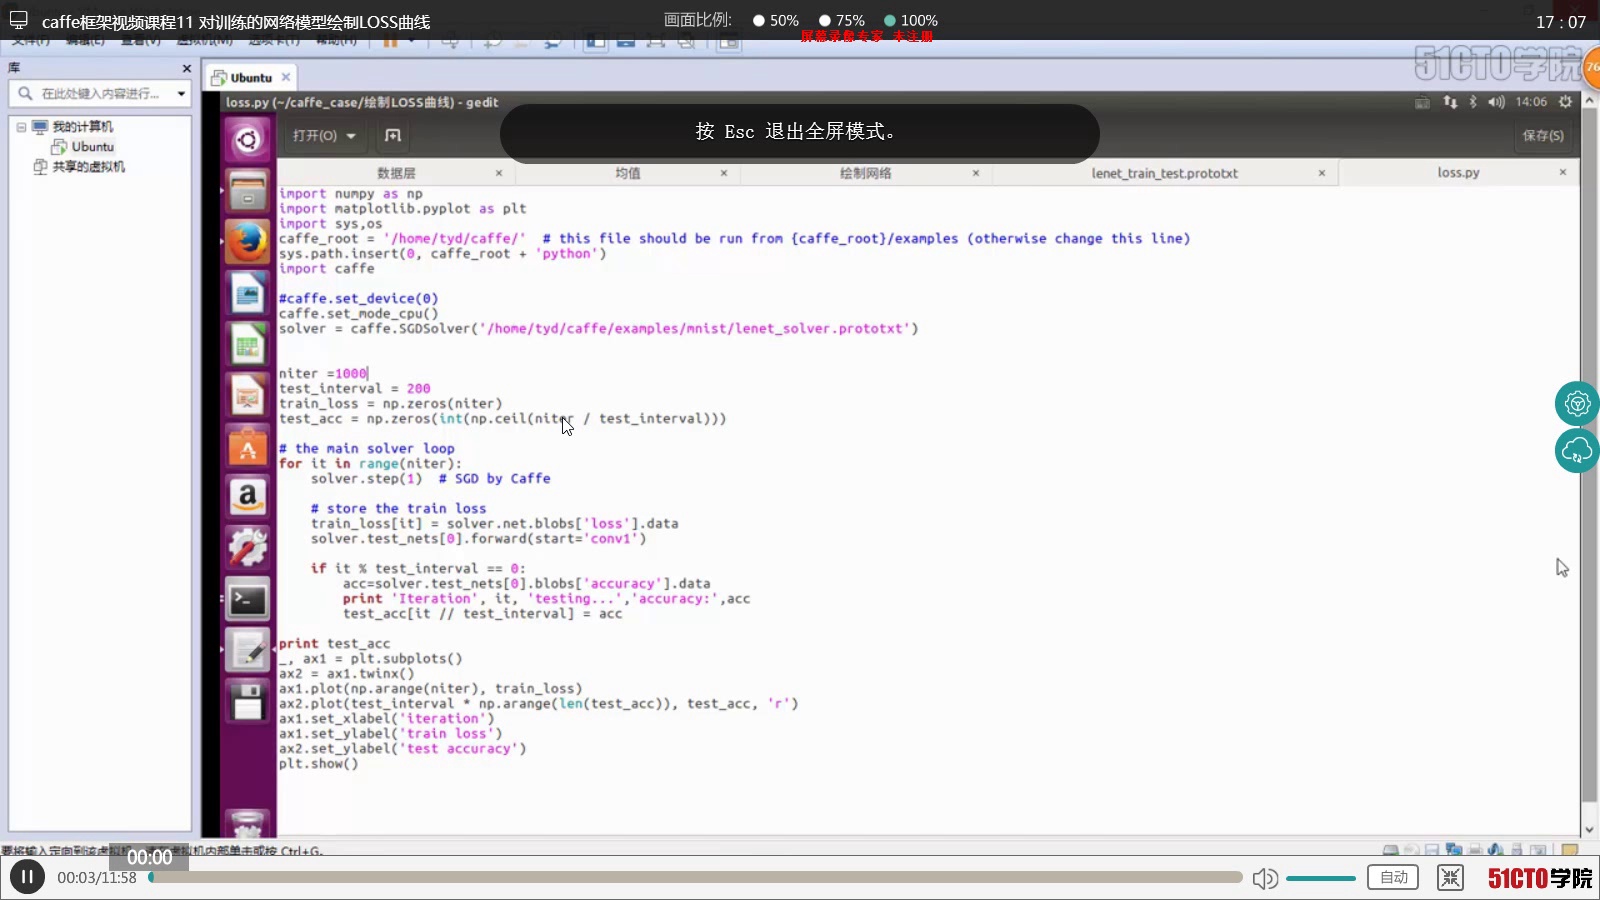 caffe框架视频课程11 对训练的网络模型绘制LOSS曲线
画面比例: 50% 75% 100%
17 : 07
屏幕录象专家 未注册
文件(F) 编辑(E) 查看(V) 虚拟机(M) 选项卡(T) 帮助(H)
51CTO学院
76
库
Ubuntu
在此处键入内容进行...
我的计算机
Ubuntu
共享的虚拟机
loss.py (~/caffe_case/绘制LOSS曲线) - gedit
14:06
打开(O)
按 Esc 退出全屏模式。
保存(S)
数据层 均值 绘制网络 lenet_train_test.prototxt loss.py
import numpy as np
import matplotlib.pyplot as plt
import sys,os
caffe_root = '/home/tyd/caffe/'  # this file should be run from {caffe_root}/examples (otherwise change this line)
sys.path.insert(0, caffe_root + 'python')
import caffe
#caffe.set_device(0)
caffe.set_mode_cpu()
solver = caffe.SGDSolver('/home/tyd/caffe/examples/mnist/lenet_solver.prototxt')
niter =1000
test_interval = 200
train_loss = np.zeros(niter)
test_acc = np.zeros(int(np.ceil(niter / test_interval)))
# the main solver loop
for it in range(niter):
    solver.step(1)  # SGD by Caffe
    # store the train loss
    train_loss[it] = solver.net.blobs['loss'].data
    solver.test_nets[0].forward(start='conv1')
    if it % test_interval == 0:
        acc=solver.test_nets[0].blobs['accuracy'].data
        print 'Iteration', it, 'testing...','accuracy:',acc
        test_acc[it // test_interval] = acc
print test_acc
_, ax1 = plt.subplots()
ax2 = ax1.twinx()
ax1.plot(np.arange(niter), train_loss)
ax2.plot(test_interval * np.arange(len(test_acc)), test_acc, 'r')
ax1.set_xlabel('iteration')
ax1.set_ylabel('train loss')
ax2.set_ylabel('test accuracy')
plt.show()
要将输入定向到该虚拟机，请在虚拟机内部单击或按 Ctrl+G。
00:00
00:03/11:58
自动
51CTO学院